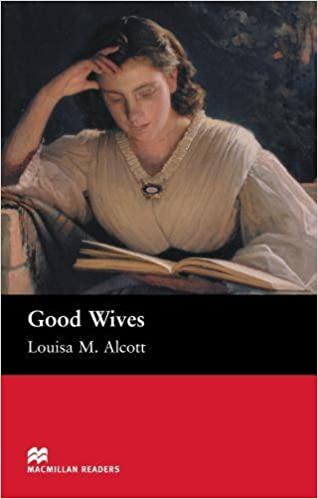 Good Wives
Louisa M. Alcott
MACMILLAN READERS